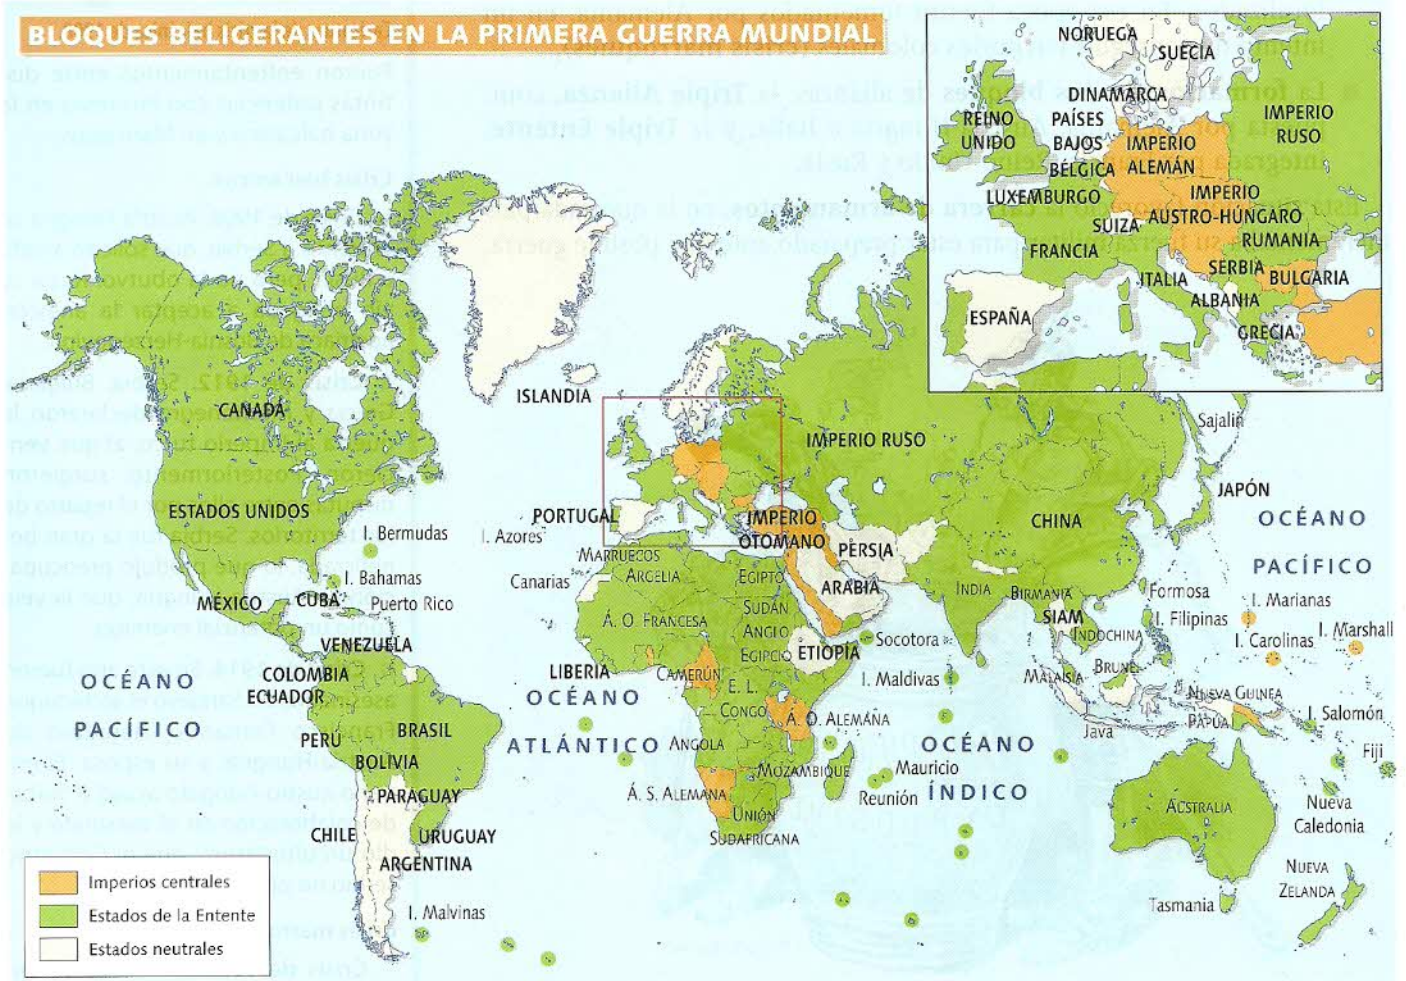 BLOQUES BELIGERANTES EN LA PRIMERA GUERRA MUNDIAL
NORUEGA
SUECIA
DINAMARCA
REINO
UNIDO
PAÍSES
BAJOS
IMPERIO
ALEMÁN
IMPERIO
RUSO
BÉLGICA
LUXEMBURGO
IMPERIO
AUSTRO-HÚNGARO
SUIZA
FRANCIA
RUMANIA
SERBIA
BULGARIA
ITALIA
ALBANIA
ESPAÑA
GRECIA
ISLANDIA
CANADÁ
IMPERIO RUSO
Sajalín
JAPÓN
ESTADOS UNIDOS
I. Bermudas
PORTUGAL
I. Azores
IMPERIO
OTOMANO
CHINA
OCÉANO
PACÍFICO
PERSIA
MARRUECOS
ARGELIA
EGIPTO
ARABIA
INDIA
BIRMANIA
Formosa
I. Marianas
I. Bahamas
Canarias
MÉXICO
CUBA
Puerto Rico
SIAM
I. Filipinas
INDOCHINA
I. Carolinas
I. Marshall
Á. O. FRANCESA
SUDÁN
ANGLO
EGIPCIO
ETIOPÍA
Socotora
VENEZUELA
COLOMBIA
ECUADOR
LIBERIA
CAMERÚN
E. L.
CONGO
I. Maldivas
MALAISIA
BRUNÉI
NUEVA GUINEA
PAPÚA
I. Salomón
OCÉANO
PACÍFICO
OCÉANO
ATLÁNTICO
Á. O. ALEMANA
Java
Fiji
PERÚ
BRASIL
BOLIVIA
ANGOLA
OCÉANO
ÍNDICO
MOZAMBIQUE
Mauricio
Reunión
PARAGUAY
Á. S. ALEMANA
UNIÓN
SUDAFRICANA
AUSTRALIA
Nueva
Caledonia
CHILE
URUGUAY
ARGENTINA
NUEVA
ZELANDA
Tasmania
I. Malvinas
Imperios centrales
Estados de la Entente
Estados neutrales